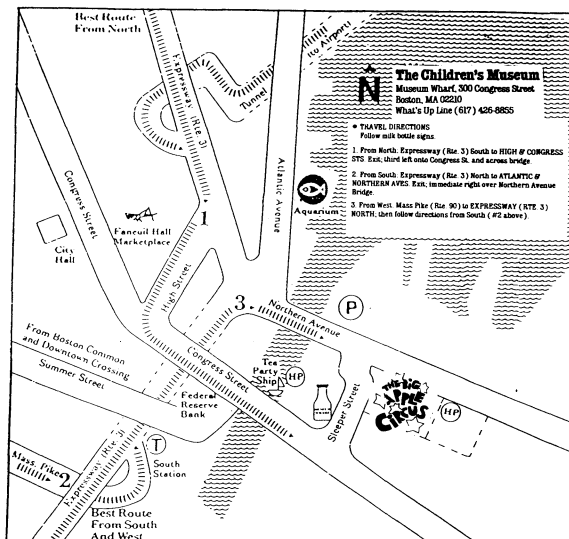 Best Route
From North
Expressway (Rte. 3)
Tunnel
(to Airport)
N
The Children's Museum
Museum Wharf, 300 Congress Street
Boston, MA 02210
What's Up Line (617) 426-8855
• TRAVEL DIRECTIONS
Follow milk bottle signs.
1. From North: Expressway (Rte. 3) South to HIGH & CONGRESS
STS. Exit; third left onto Congress St. and across bridge.
2. From South: Expressway (Rte 3) North to ATLANTIC &
NORTHERN AVES. Exit; immediate right over Northern Avenue
Bridge.
3. From West: Mass Pike (Rte. 90) to EXPRESSWAY (RTE 3)
NORTH; then follow directions from South (#2 above).
Congress Street
Atlantic Avenue
Aquarium
1
Faneuil Hall
Marketplace
City
Hall
High Street
3
Northern Avenue
P
From Boston Common
and Downtown Crossing
Summer Street
Congress Street
Tea
Party
Ship
HP
Sleeper Street
THE BIG
APPLE
CIRCUS
HP
Federal
Reserve
Bank
Expressway (Rte. 3)
T
South
Station
Mass. Pike
2
Best Route
From South
And West